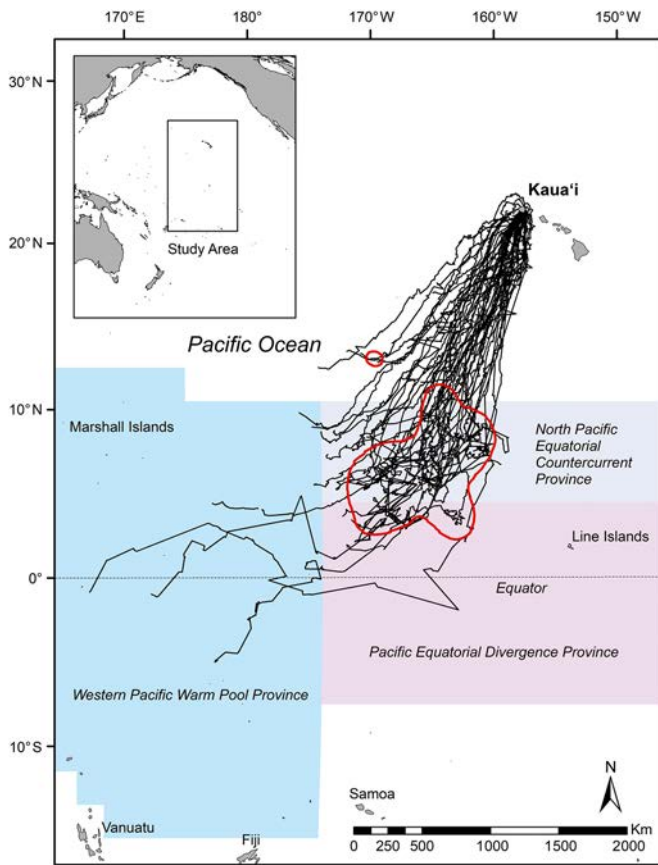 170°E 180° -170°W 160°W 150°W
30°N
20°N
10°N
0°
10°S
Study Area
Kaua‘i
Pacific Ocean
Marshall Islands
North Pacific
Equatorial
Countercurrent
Province
Line Islands
Equator
Pacific Equatorial Divergence Province
Western Pacific Warm Pool Province
N
Samoa
Vanuatu
Fiji
Km
0 250 500 1000 1500 2000